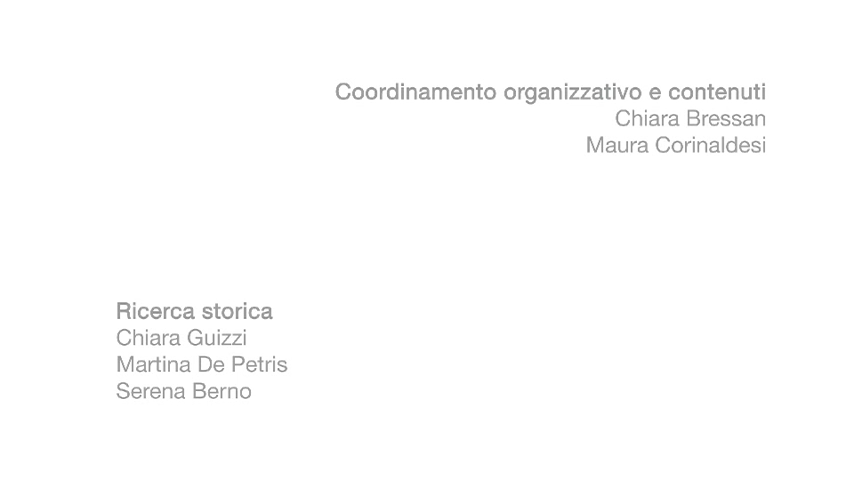 Coordinamento organizzativo e contenuti
Chiara Bressan
Maura Corinaldesi
Ricerca storica
Chiara Guizzi
Martina De Petris
Serena Berno